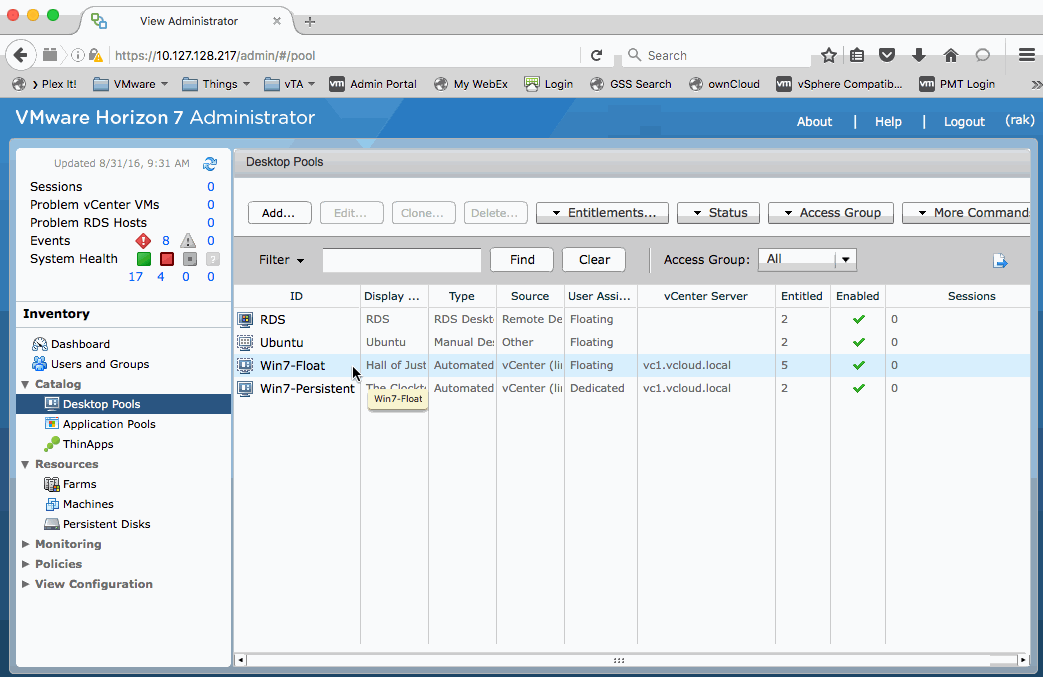 View Administrator
https://10.127.128.217/admin/#/pool
Search
Plex It!
VMware
Things
vTA
vm Admin Portal
My WebEx
Login
GSS Search
ownCloud
vm vSphere Compatib...
vm PMT Login
VMware Horizon 7 Administrator
About | Help | Logout (rak)
Updated 8/31/16, 9:31 AM
Sessions 0
Problem vCenter VMs 0
Problem RDS Hosts 0
Events 8 0
System Health ?
17 4 0 0
Inventory
Dashboard
Users and Groups
Catalog
Desktop Pools
Application Pools
ThinApps
Resources
Farms
Machines
Persistent Disks
Monitoring
Policies
View Configuration
Desktop Pools
Add... Edit... Clone... Delete... Entitlements... Status Access Group More Command
Filter Find Clear Access Group: All
ID Display ... Type Source User Assi... vCenter Server Entitled Enabled Sessions
RDS RDS RDS Deskt Remote De Floating 2 0
Ubuntu Ubuntu Manual Des Other Floating 2 0
Win7-Float Hall of Just Automated vCenter (lin Floating vc1.vcloud.local 5 0
Win7-Persistent The Clockt Automated vCenter (lin Dedicated vc1.vcloud.local 2 0
Win7-Float